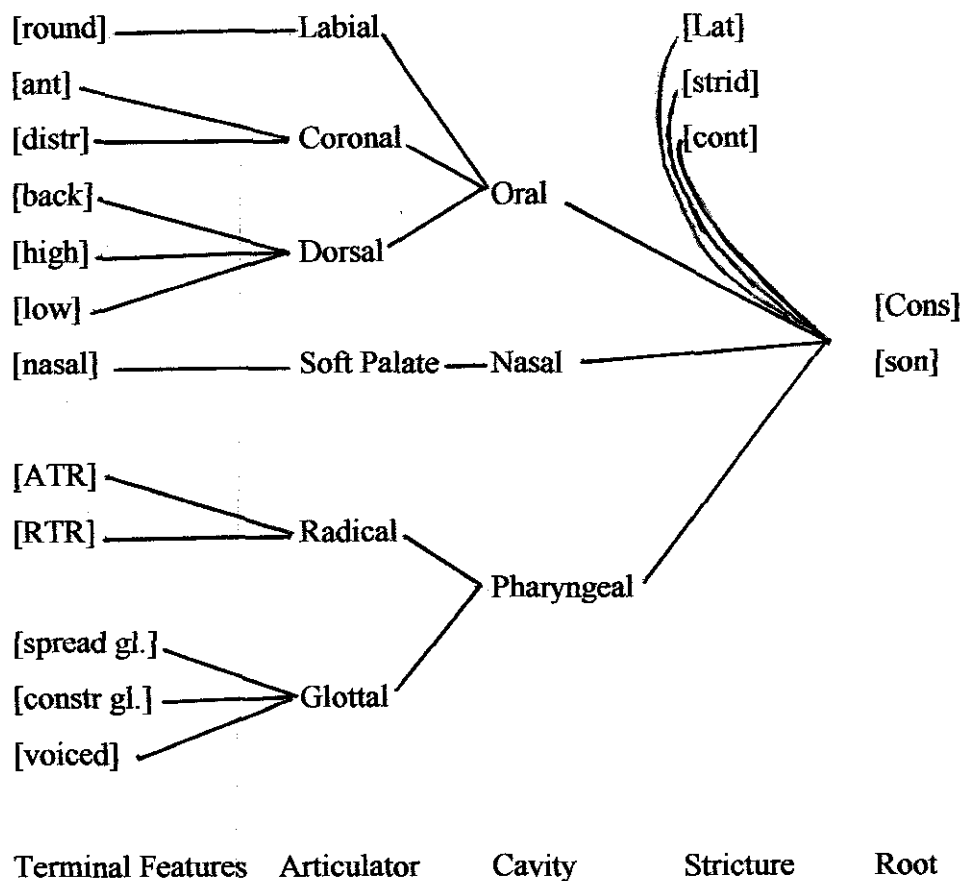 [round] Labial [Lat]
[ant] [strid]
[distr] Coronal [cont]
[back] Oral
[high] Dorsal
[low] [Cons]
[nasal] Soft Palate Nasal [son]
[ATR]
[RTR] Radical
Pharyngeal
[spread gl.]
[constr gl.] Glottal
[voiced]
Terminal Features Articulator Cavity Stricture Root